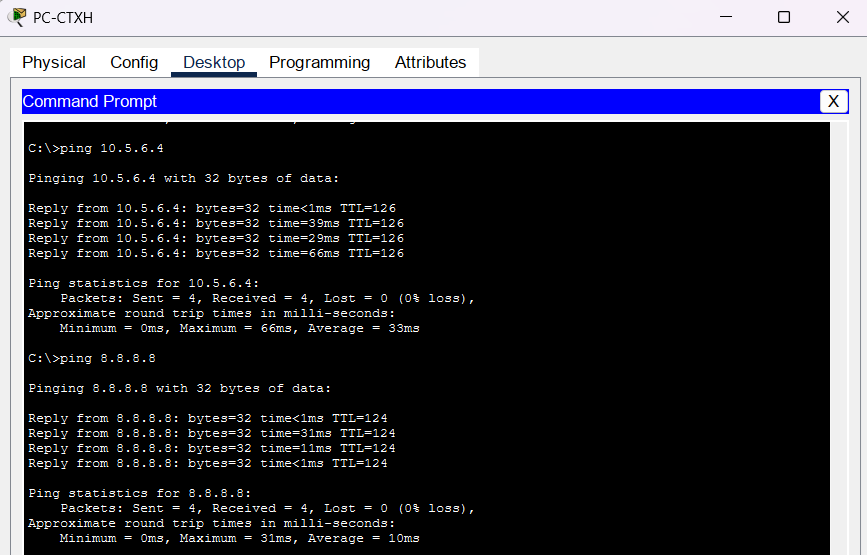 PC-CTXH
Physical Config Desktop Programming Attributes
Command Prompt X
C:\>ping 10.5.6.4
Pinging 10.5.6.4 with 32 bytes of data:
Reply from 10.5.6.4: bytes=32 time<1ms TTL=126
Reply from 10.5.6.4: bytes=32 time=39ms TTL=126
Reply from 10.5.6.4: bytes=32 time=29ms TTL=126
Reply from 10.5.6.4: bytes=32 time=66ms TTL=126
Ping statistics for 10.5.6.4:
Packets: Sent = 4, Received = 4, Lost = 0 (0% loss),
Approximate round trip times in milli-seconds:
Minimum = 0ms, Maximum = 66ms, Average = 33ms
C:\>ping 8.8.8.8
Pinging 8.8.8.8 with 32 bytes of data:
Reply from 8.8.8.8: bytes=32 time<1ms TTL=124
Reply from 8.8.8.8: bytes=32 time=31ms TTL=124
Reply from 8.8.8.8: bytes=32 time=11ms TTL=124
Reply from 8.8.8.8: bytes=32 time<1ms TTL=124
Ping statistics for 8.8.8.8:
Packets: Sent = 4, Received = 4, Lost = 0 (0% loss),
Approximate round trip times in milli-seconds:
Minimum = 0ms, Maximum = 31ms, Average = 10ms